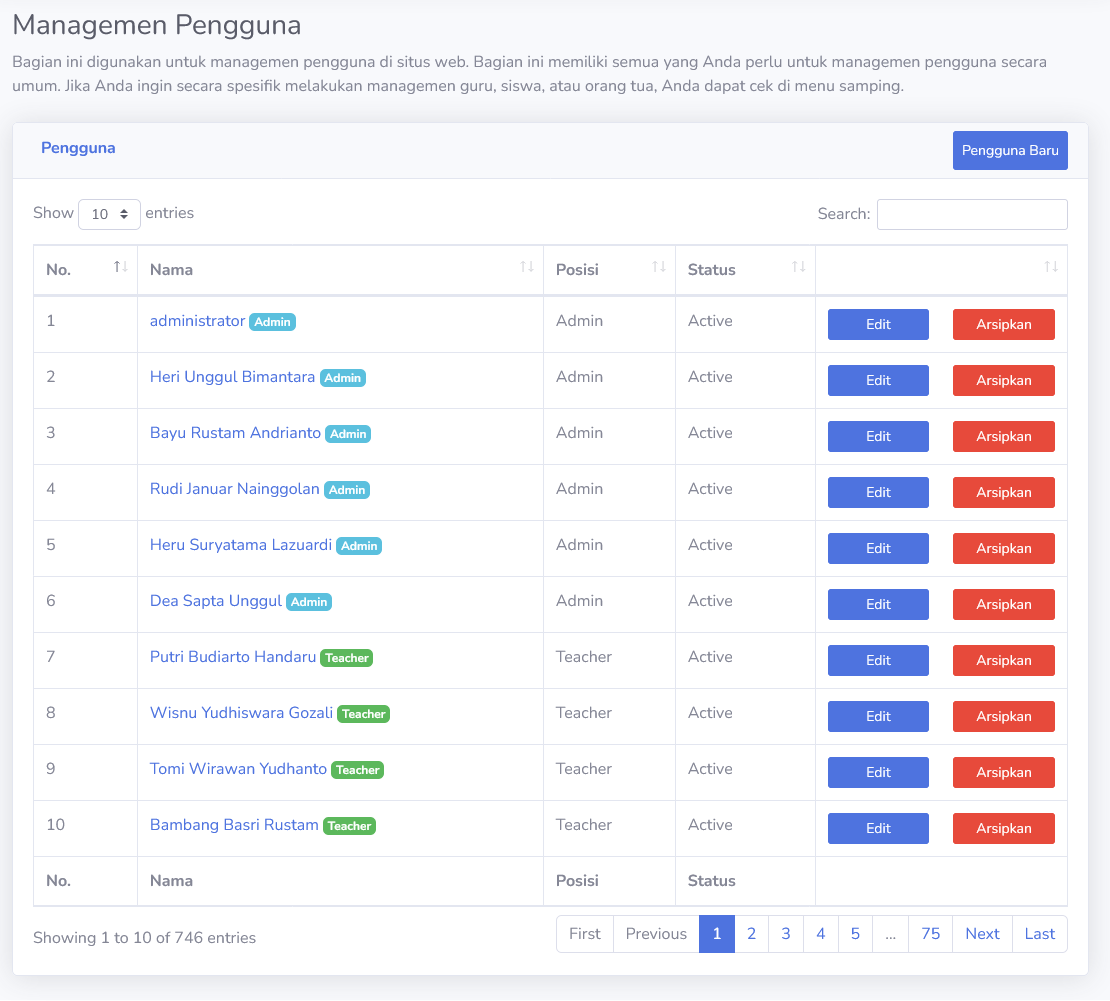 Managemen Pengguna
Bagian ini digunakan untuk managemen pengguna di situs web. Bagian ini memiliki semua yang Anda perlu untuk managemen pengguna secara
umum. Jika Anda ingin secara spesifik melakukan managemen guru, siswa, atau orang tua, Anda dapat cek di menu samping.
Pengguna Pengguna Baru
Show 10 entries Search:
No. Nama Posisi Status
1 administrator Admin Admin Active Edit Arsipkan
2 Heri Unggul Bimantara Admin Admin Active Edit Arsipkan
3 Bayu Rustam Andrianto Admin Admin Active Edit Arsipkan
4 Rudi Januar Nainggolan Admin Admin Active Edit Arsipkan
5 Heru Suryatama Lazuardi Admin Admin Active Edit Arsipkan
6 Dea Sapta Unggul Admin Admin Active Edit Arsipkan
7 Putri Budiarto Handaru Teacher Teacher Active Edit Arsipkan
8 Wisnu Yudhiswara Gozali Teacher Teacher Active Edit Arsipkan
9 Tomi Wirawan Yudhanto Teacher Teacher Active Edit Arsipkan
10 Bambang Basri Rustam Teacher Teacher Active Edit Arsipkan
No. Nama Posisi Status
Showing 1 to 10 of 746 entries First Previous 1 2 3 4 5 ... 75 Next Last